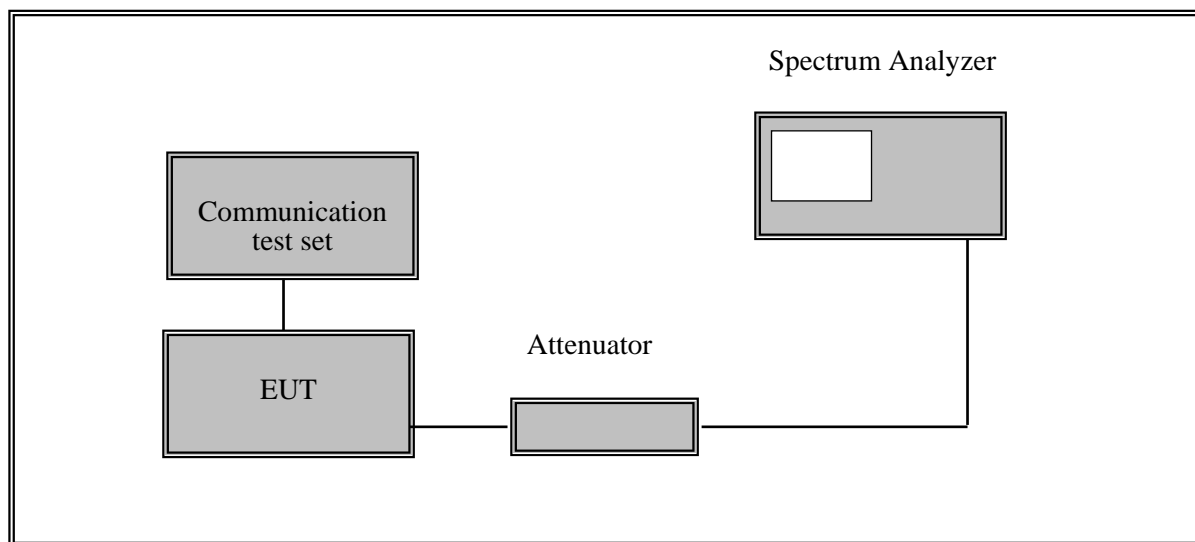 Spectrum Analyzer
Communication
test set
Attenuator
EUT